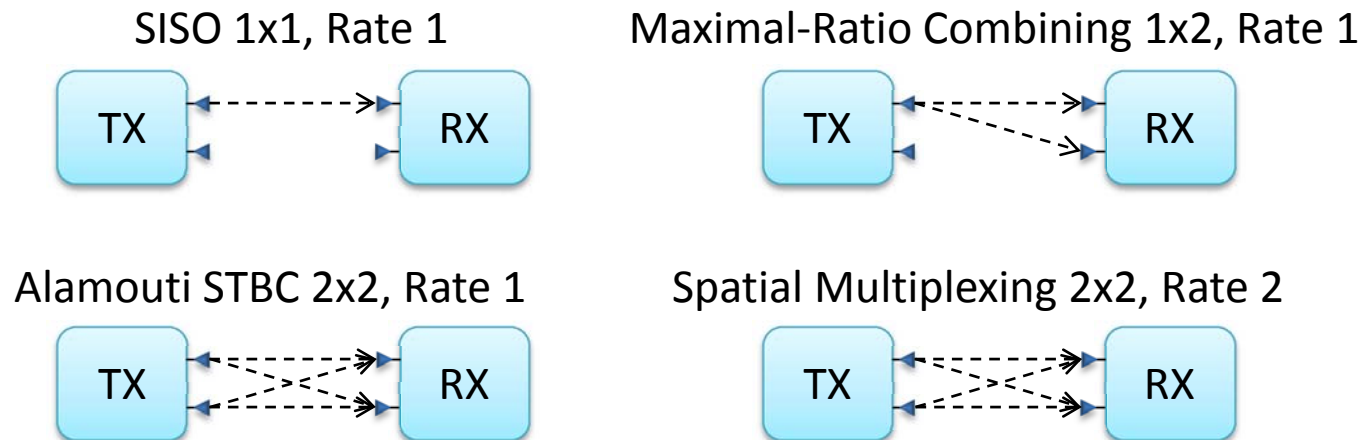 SISO 1x1, Rate 1
TX
RX
Maximal-Ratio Combining 1x2, Rate 1
TX
RX
Alamouti STBC 2x2, Rate 1
TX
RX
Spatial Multiplexing 2x2, Rate 2
TX
RX